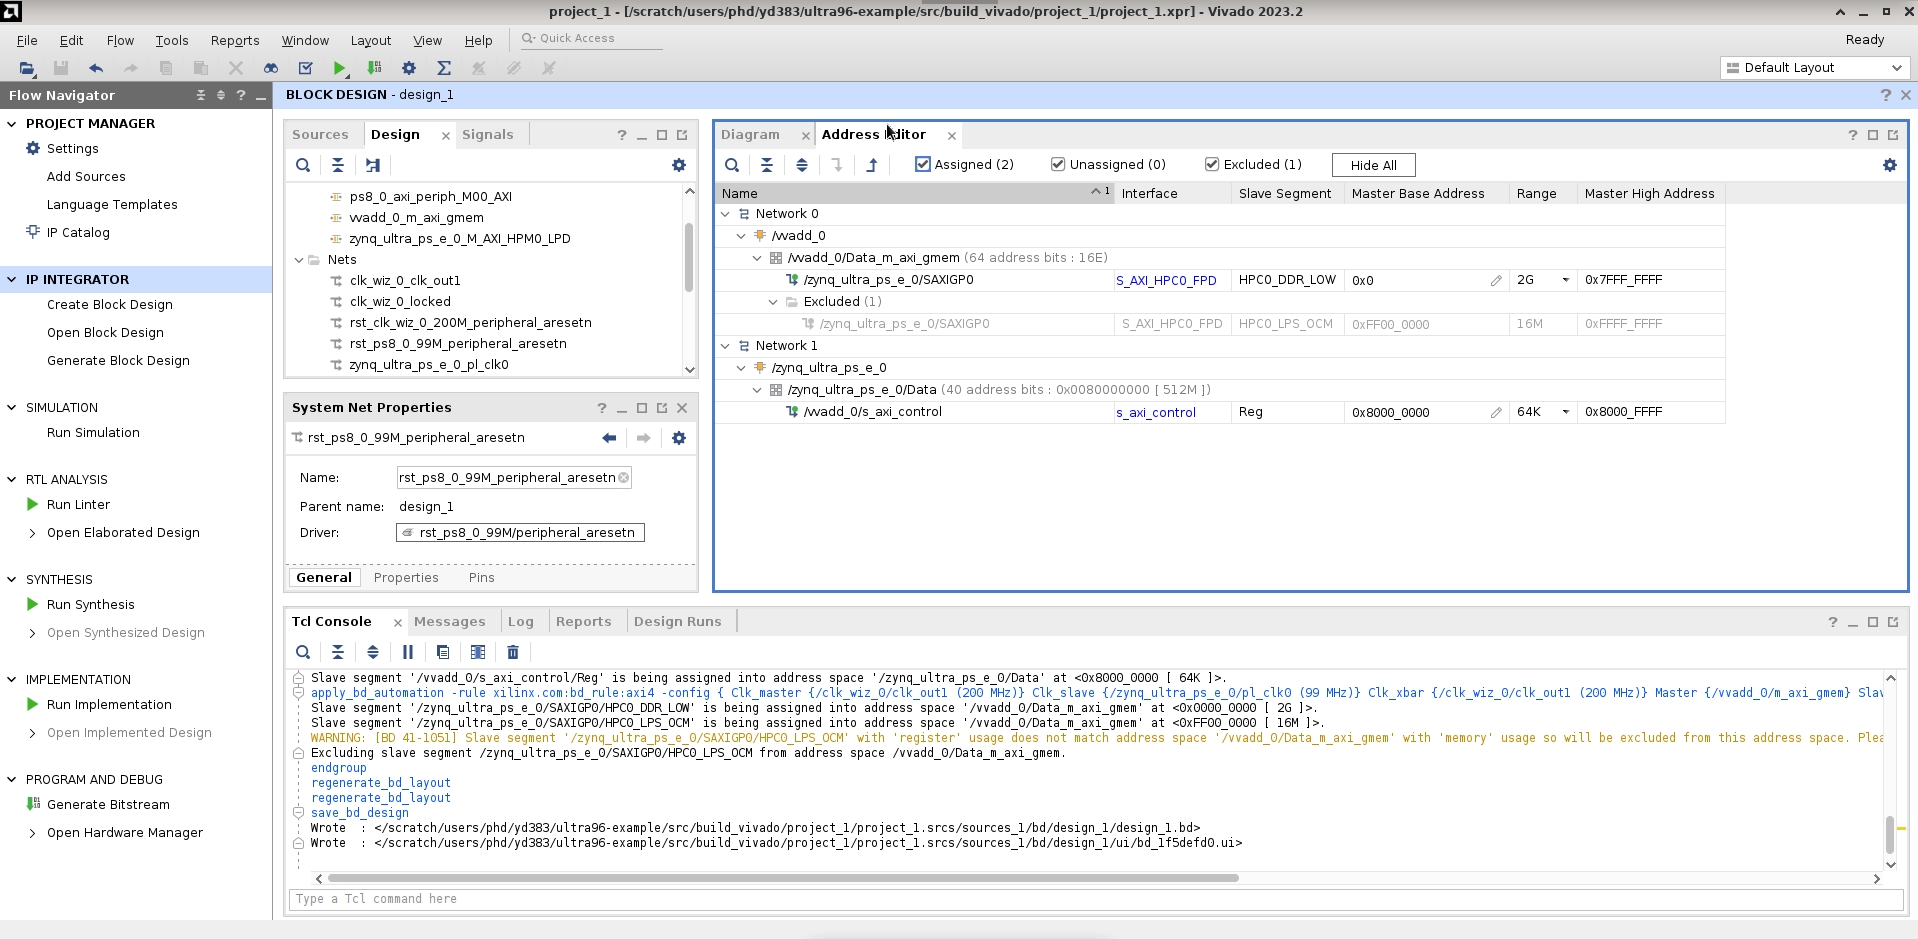 project_1 - [/scratch/users/phd/yd383/ultra96-example/src/build_vivado/project_1/project_1.xpr] - Vivado 2023.2
File Edit Flow Tools Reports Window Layout View Help Quick Access Ready
Default Layout
Flow Navigator
PROJECT MANAGER
Settings
Add Sources
Language Templates
IP Catalog
IP INTEGRATOR
Create Block Design
Open Block Design
Generate Block Design
SIMULATION
Run Simulation
RTL ANALYSIS
Run Linter
Open Elaborated Design
SYNTHESIS
Run Synthesis
Open Synthesized Design
IMPLEMENTATION
Run Implementation
Open Implemented Design
PROGRAM AND DEBUG
Generate Bitstream
Open Hardware Manager
BLOCK DESIGN - design_1
Sources Design Signals
ps8_0_axi_periph_M00_AXI
vvadd_0_m_axi_gmem
zynq_ultra_ps_e_0_M_AXI_HPM0_LPD
Nets
clk_wiz_0_clk_out1
clk_wiz_0_locked
rst_clk_wiz_0_200M_peripheral_aresetn
rst_ps8_0_99M_peripheral_aresetn
zynq_ultra_ps_e_0_pl_clk0
System Net Properties
rst_ps8_0_99M_peripheral_aresetn
Name: rst_ps8_0_99M_peripheral_aresetn
Parent name: design_1
Driver: rst_ps8_0_99M/peripheral_aresetn
General Properties Pins
Diagram Address Editor
Assigned (2) Unassigned (0) Excluded (1) Hide All
Name 1 Interface Slave Segment Master Base Address Range Master High Address
Network 0
/vvadd_0
/vvadd_0/Data_m_axi_gmem (64 address bits : 16E)
/zynq_ultra_ps_e_0/SAXIGP0 S_AXI_HPC0_FPD HPC0_DDR_LOW 0x0 2G 0x7FFF_FFFF
Excluded (1)
/zynq_ultra_ps_e_0/SAXIGP0 S_AXI_HPC0_FPD HPC0_LPS_OCM 0xFF00_0000 16M 0xFFFF_FFFF
Network 1
/zynq_ultra_ps_e_0
/zynq_ultra_ps_e_0/Data (40 address bits : 0x0080000000 [ 512M ])
/vvadd_0/s_axi_control s_axi_control Reg 0x8000_0000 64K 0x8000_FFFF
Tcl Console Messages Log Reports Design Runs
Slave segment '/vvadd_0/s_axi_control/Reg' is being assigned into address space '/zynq_ultra_ps_e_0/Data' at <0x8000_0000 [ 64K ]>.
apply_bd_automation -rule xilinx.com:bd_rule:axi4 -config { Clk_master {/clk_wiz_0/clk_out1 (200 MHz)} Clk_slave {/zynq_ultra_ps_e_0/pl_clk0 (99 MHz)} Clk_xbar {/clk_wiz_0/clk_out1 (200 MHz)} Master {/vvadd_0/m_axi_gmem} Slav
Slave segment '/zynq_ultra_ps_e_0/SAXIGP0/HPC0_DDR_LOW' is being assigned into address space '/vvadd_0/Data_m_axi_gmem' at <0x0000_0000 [ 2G ]>.
Slave segment '/zynq_ultra_ps_e_0/SAXIGP0/HPC0_LPS_OCM' is being assigned into address space '/vvadd_0/Data_m_axi_gmem' at <0xFF00_0000 [ 16M ]>.
WARNING: [BD 41-1051] Slave segment '/zynq_ultra_ps_e_0/SAXIGP0/HPC0_LPS_OCM' with 'register' usage does not match address space '/vvadd_0/Data_m_axi_gmem' with 'memory' usage so will be excluded from this address space. Plea
Excluding slave segment /zynq_ultra_ps_e_0/SAXIGP0/HPC0_LPS_OCM from address space /vvadd_0/Data_m_axi_gmem.
endgroup
regenerate_bd_layout
regenerate_bd_layout
save_bd_design
Wrote  : </scratch/users/phd/yd383/ultra96-example/src/build_vivado/project_1/project_1.srcs/sources_1/bd/design_1/design_1.bd>
Wrote  : </scratch/users/phd/yd383/ultra96-example/src/build_vivado/project_1/project_1.srcs/sources_1/bd/design_1/ui/bd_1f5defd0.ui>
Type a Tcl command here